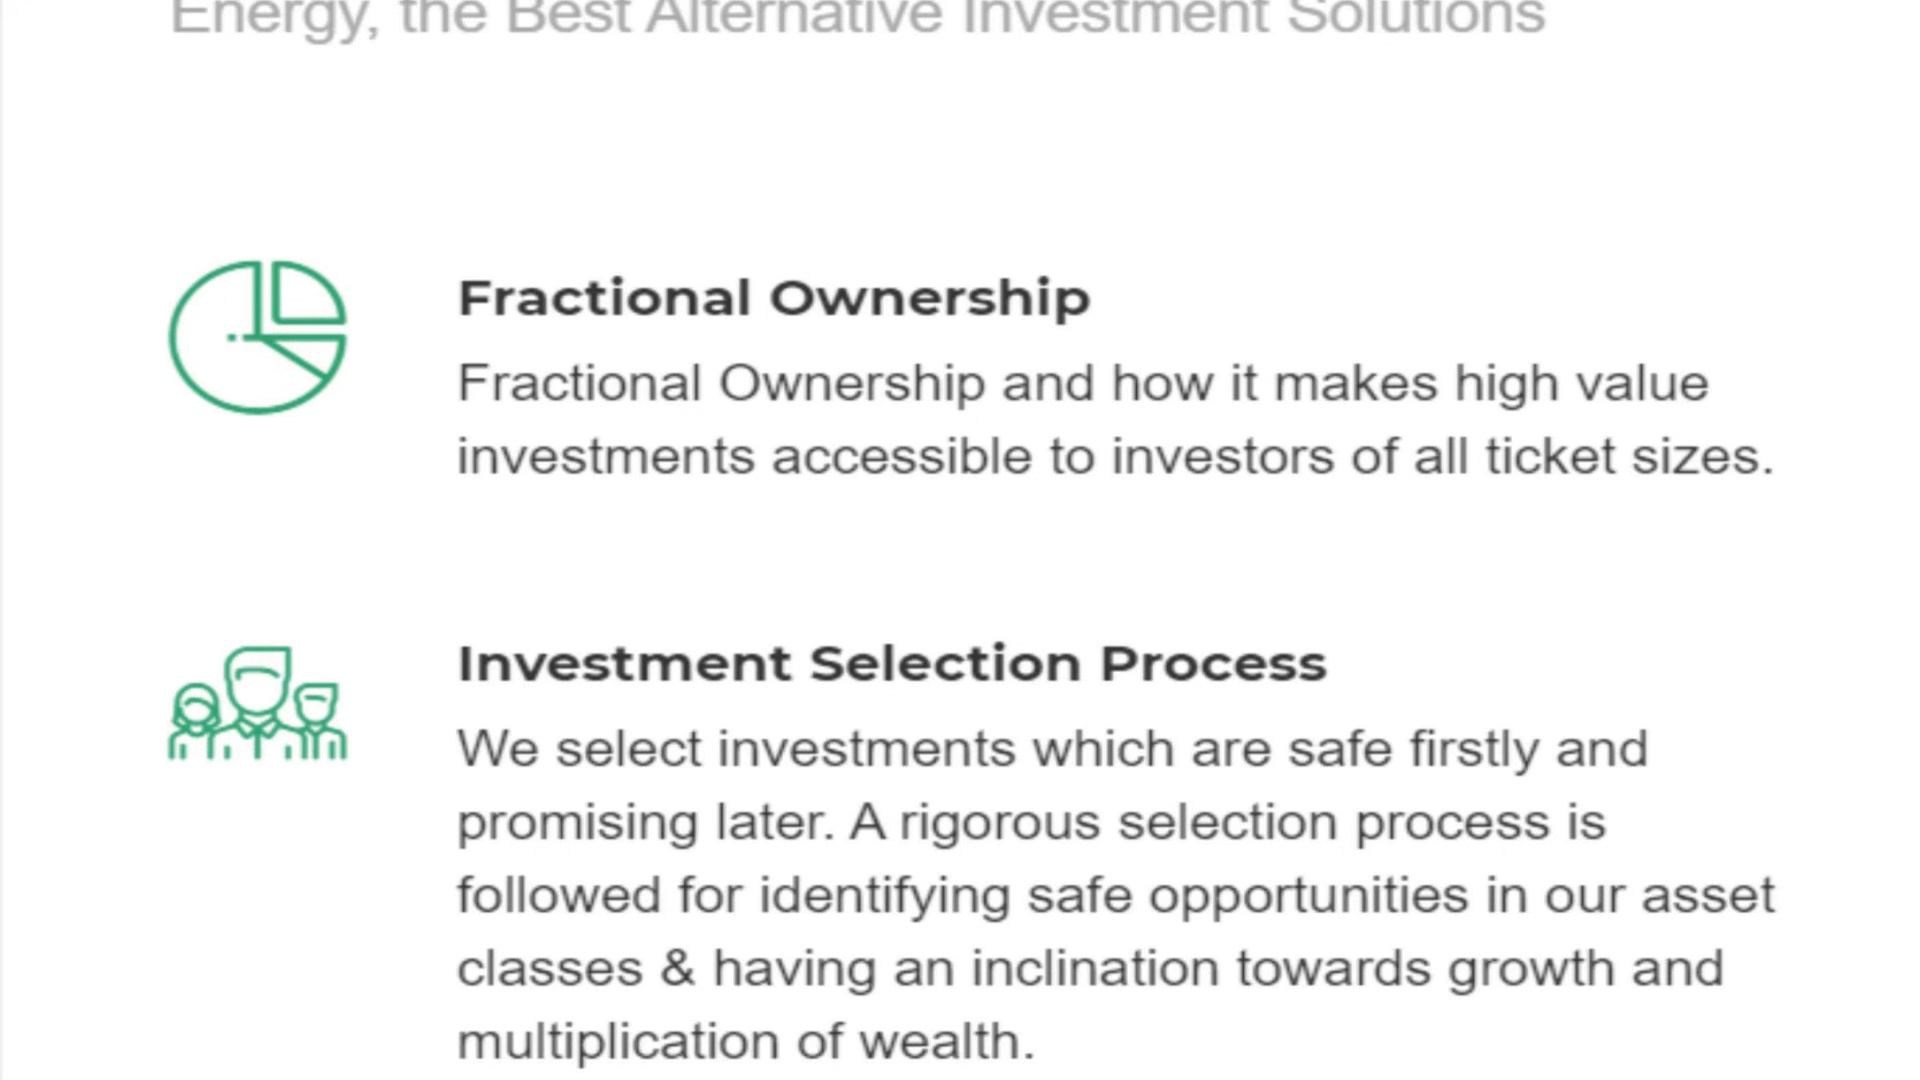 Energy, the Best Alternative Investment Solutions
Fractional Ownership
Fractional Ownership and how it makes high value
investments accessible to investors of all ticket sizes.
Investment Selection Process
We select investments which are safe firstly and
promising later. A rigorous selection process is
followed for identifying safe opportunities in our asset
classes & having an inclination towards growth and
multiplication of wealth.